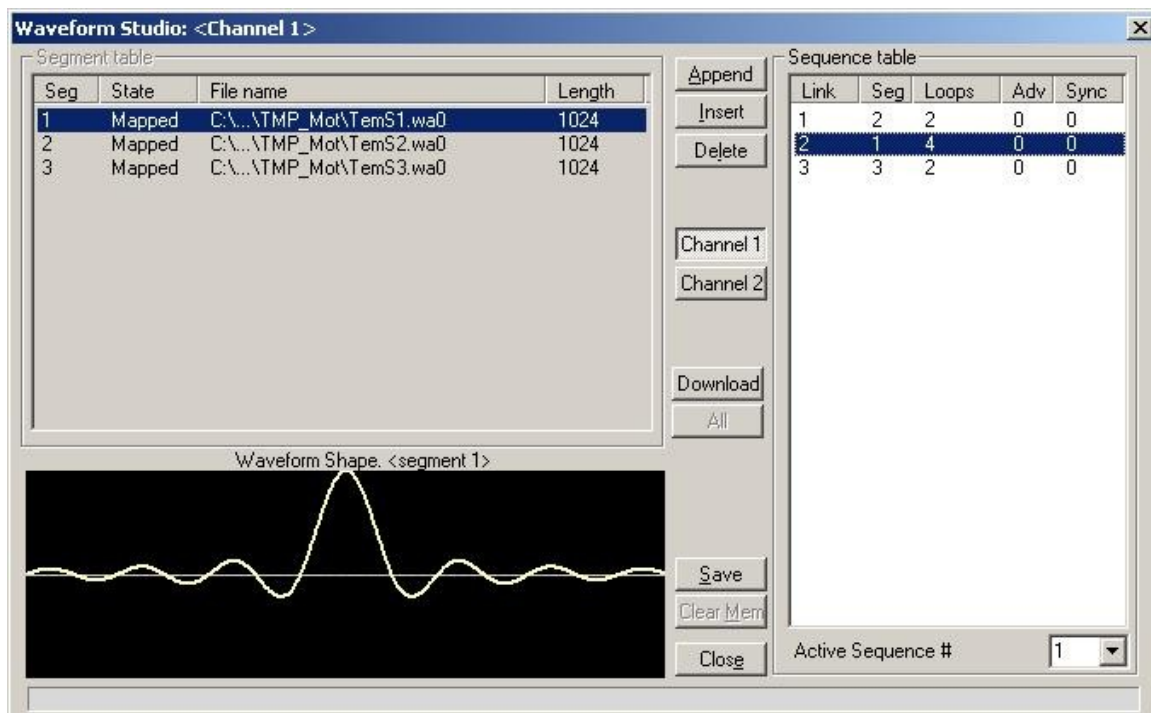 Waveform Studio: <Channel 1>
Segment table
Seg State File name Length
1 Mapped C:\...\TMP_Mot\TemS1.wa0 1024
2 Mapped C:\...\TMP_Mot\TemS2.wa0 1024
3 Mapped C:\...\TMP_Mot\TemS3.wa0 1024
Waveform Shape. <segment 1>
Append
Insert
Delete
Channel 1
Channel 2
Download
All
Save
Clear Mem
Close
Sequence table
Link Seg Loops Adv Sync
1 2 2 0 0
2 1 4 0 0
3 3 2 0 0
Active Sequence # 1